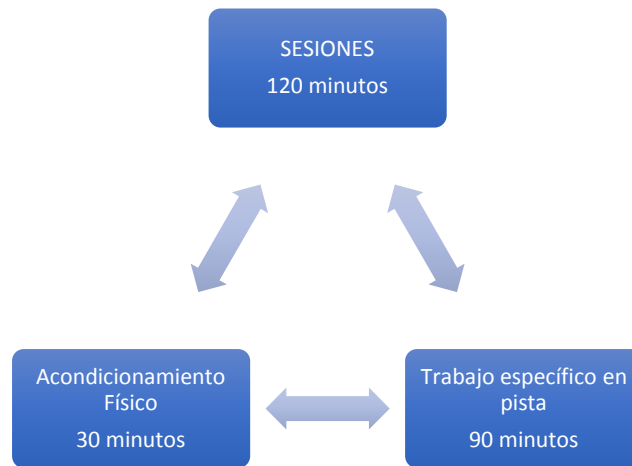 SESIONES
120 minutos
Acondicionamiento
Físico
30 minutos
Trabajo específico en
pista
90 minutos